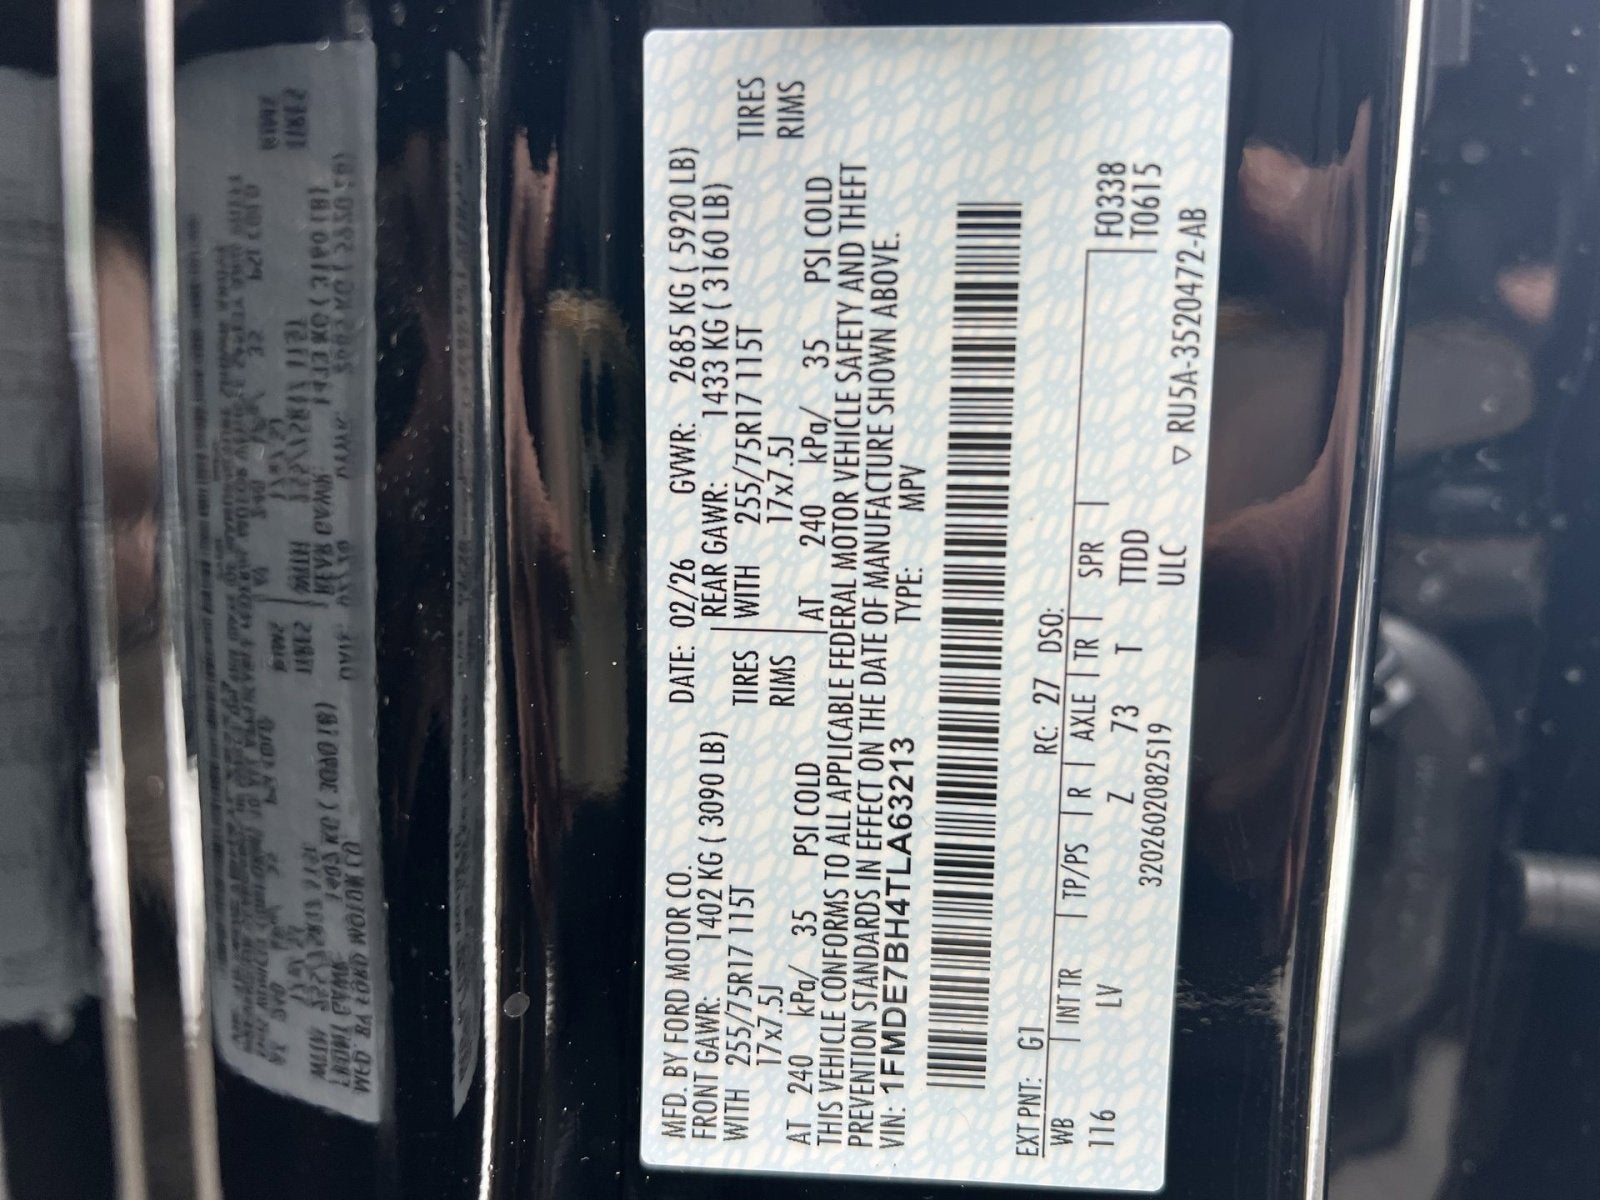 MFD. BY FORD MOTOR CO. DATE: 02/26 GVWR: 2685 KG ( 5920 LB)
FRONT GAWR: 1402 KG ( 3090 LB) REAR GAWR: 1433 KG ( 3160 LB)
WITH 255/75R17 115T TIRES WITH 255/75R17 115T TIRES
17x7.5J RIMS 17x7.5J RIMS
AT 240 kPa/ 35 PSI COLD AT 240 kPa/ 35 PSI COLD
THIS VEHICLE CONFORMS TO ALL APPLICABLE FEDERAL MOTOR VEHICLE SAFETY AND THEFT
PREVENTION STANDARDS IN EFFECT ON THE DATE OF MANUFACTURE SHOWN ABOVE.
VIN: 1FMDE7BH4TLA63213 TYPE: MPV
EXT PNT: G1 RC: 27 DSO:
WB INT TR TP/PS R AXLE TR SPR F0338
116 LV Z 73 T TTDD T0615
3202602082519 ULC
▽ RU5A-3520472-AB